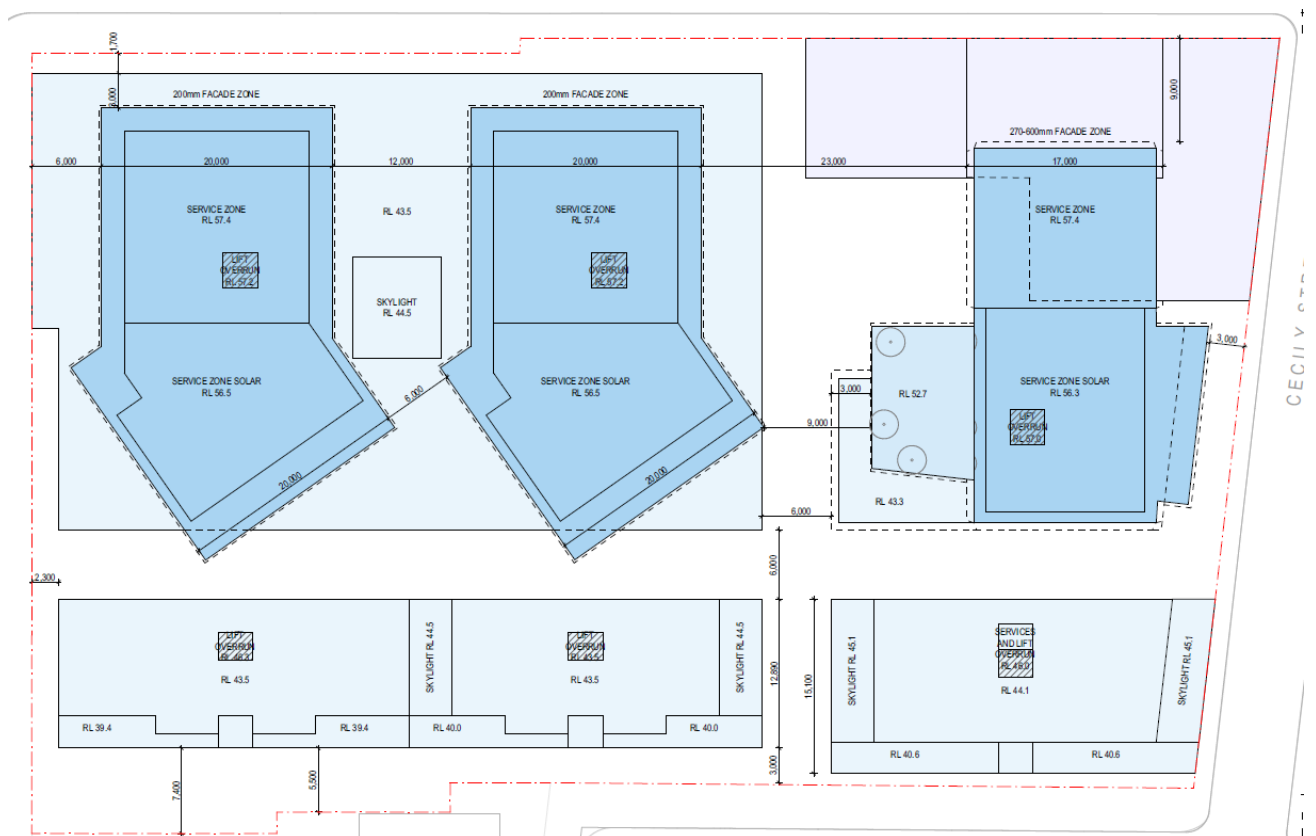 1,700
3,000
200mm FACADE ZONE
200mm FACADE ZONE
9,000
270-600mm FACADE ZONE
6,000
20,000
12,000
20,000
23,000
17,000
SERVICE ZONE
RL 57.4
RL 43.5
SERVICE ZONE
RL 57.4
SERVICE ZONE
RL 57.4
LIFT
OVERRUN
RL 57.2
LIFT
OVERRUN
RL 57.2
SKYLIGHT
RL 44.5
CECILY
3,000
SERVICE ZONE SOLAR
RL 56.5
6,000
SERVICE ZONE SOLAR
RL 56.5
3,000
RL 52.7
SERVICE ZONE SOLAR
RL 56.3
9,000
LIFT
OVERRUN
RL 57.0
20,000
20,000
RL 43.3
6,000
6,000
2,300
LIFT
OVERRUN
RL 43.5
SKYLIGHT RL 44.5
LIFT
OVERRUN
RL 43.5
SKYLIGHT RL 44.5
12,890
15,100
SKYLIGHT RL 45.1
SERVICES
AND LIFT
OVERRUN
RL 44.1
SKYLIGHT RL 45.1
RL 39.4
RL 39.4
RL 40.0
RL 40.0
RL 40.6
RL 40.6
7,400
5,500
3,000